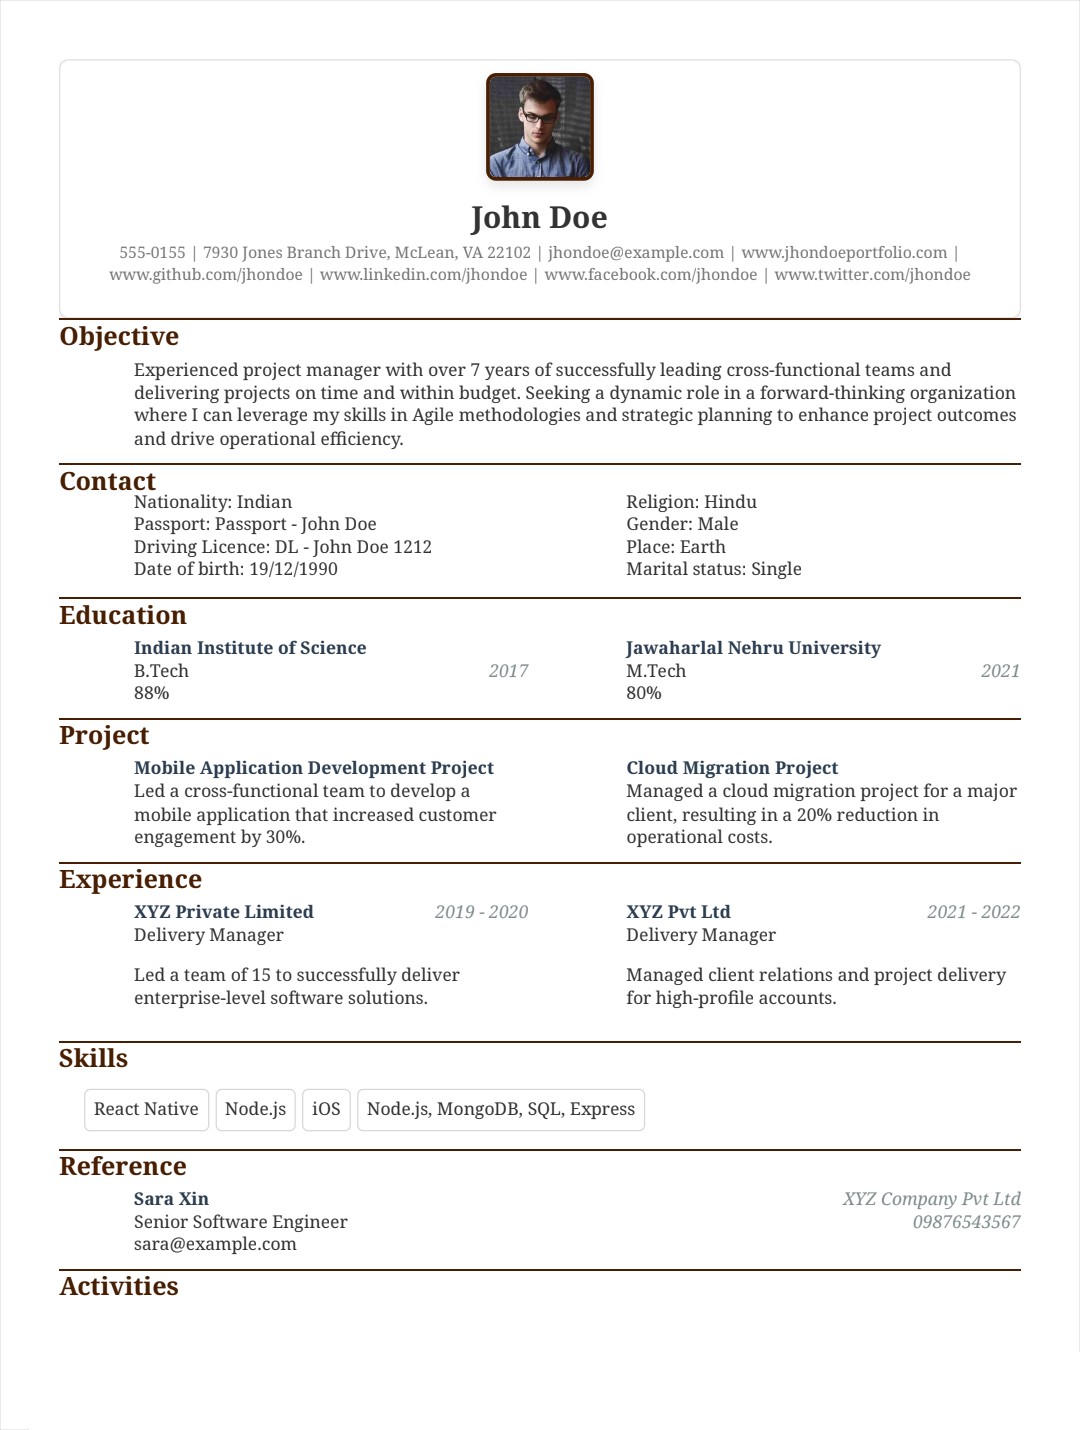 John Doe
555-0155 | 7930 Jones Branch Drive, McLean, VA 22102 | jhondoe@example.com | www.jhondoeportfolio.com |
www.github.com/jhondoe | www.linkedin.com/jhondoe | www.facebook.com/jhondoe | www.twitter.com/jhondoe
Objective
Experienced project manager with over 7 years of successfully leading cross-functional teams and
delivering projects on time and within budget. Seeking a dynamic role in a forward-thinking organization
where I can leverage my skills in Agile methodologies and strategic planning to enhance project outcomes
and drive operational efficiency.
Contact
Nationality: Indian
Passport: Passport - John Doe
Driving Licence: DL - John Doe 1212
Date of birth: 19/12/1990
Religion: Hindu
Gender: Male
Place: Earth
Marital status: Single
Education
Indian Institute of Science
B.Tech 2017
88%
Jawaharlal Nehru University
M.Tech 2021
80%
Project
Mobile Application Development Project
Led a cross-functional team to develop a
mobile application that increased customer
engagement by 30%.
Cloud Migration Project
Managed a cloud migration project for a major
client, resulting in a 20% reduction in
operational costs.
Experience
XYZ Private Limited 2019 - 2020
Delivery Manager
Led a team of 15 to successfully deliver
enterprise-level software solutions.
XYZ Pvt Ltd 2021 - 2022
Delivery Manager
Managed client relations and project delivery
for high-profile accounts.
Skills
React Native Node.js iOS Node.js, MongoDB, SQL, Express
Reference
Sara Xin XYZ Company Pvt Ltd
Senior Software Engineer 09876543567
sara@example.com
Activities